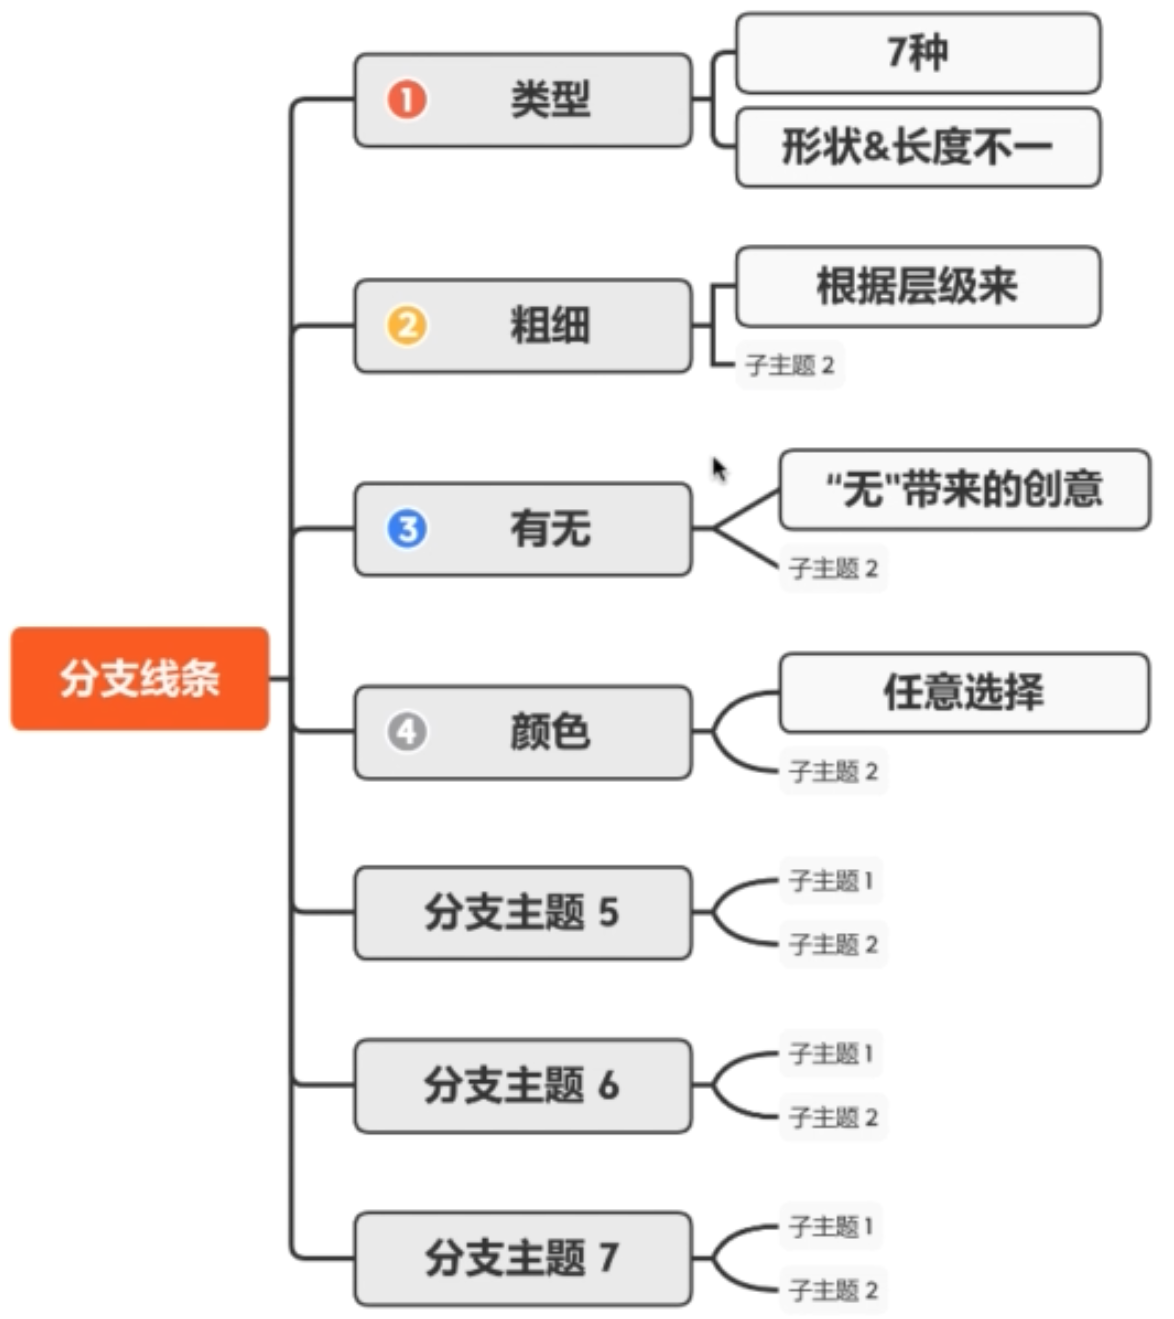 分支线条
1 类型
7种
形状&长度不一
2 粗细
根据层级来
子主题 2
3 有无
“无"带来的创意
子主题 2
4 颜色
任意选择
子主题 2
分支主题 5
子主题 1
子主题 2
分支主题 6
子主题 1
子主题 2
分支主题 7
子主题 1
子主题 2